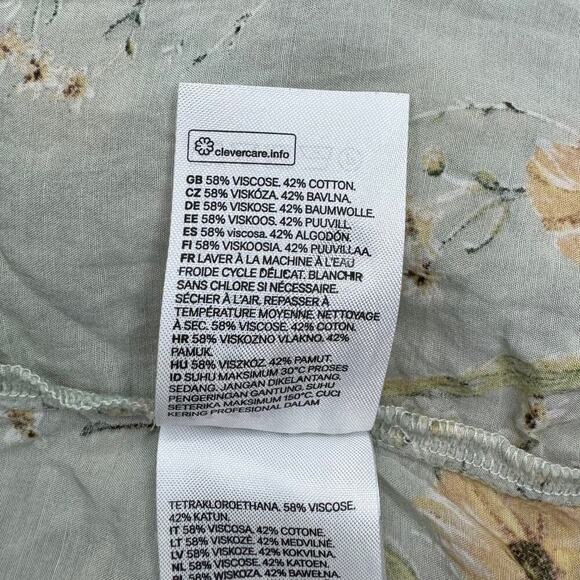 clevercare.info
GB 58% VISCOSE. 42% COTTON.
CZ 58% VISKÓZA. 42% BAVLNA.
DE 58% VISKOSE. 42% BAUMWOLLE.
EE 58% VISKOOS. 42% PUUVILL.
ES 58% viscosa. 42% ALGODÓN.
FI 58% VISKOOSIA. 42% PUUVILLAA.
FR LAVER À LA MACHINE À L'EAU
FROIDE CYCLE DÉLICAT. BLANCHIR
SANS CHLORE SI NÉCESSAIRE.
SÉCHER À L'AIR. REPASSER À
TEMPÉRATURE MOYENNE. NETTOYAGE
À SEC. 58% VISCOSE. 42% COTON.
HR 58% VISKOZNO VLAKNO. 42%
PAMUK.
HU 58% VISZKÓZ. 42% PAMUT.
ID SUHU MAKSIMUM 30°C PROSES
SEDANG. JANGAN DIKELANTANG.
PENGERINGAN GANTUNG. SUHU
SETERIKA MAKSIMUM 150°C. CUCI
KERING PROFESIONAL DALAM
TETRAKLOROETHANA. 58% VISCOSE.
42% KATUN.
IT 58% VISCOSA. 42% COTONE.
LT 58% VISKOZĖ. 42% MEDVILNĖ.
LV 58% VISKOZE. 42% KOKVILNA.
NL 58% VISCOSE. 42% KATOEN.
PL 58% WISKOZA. 42% BAWEŁNA.